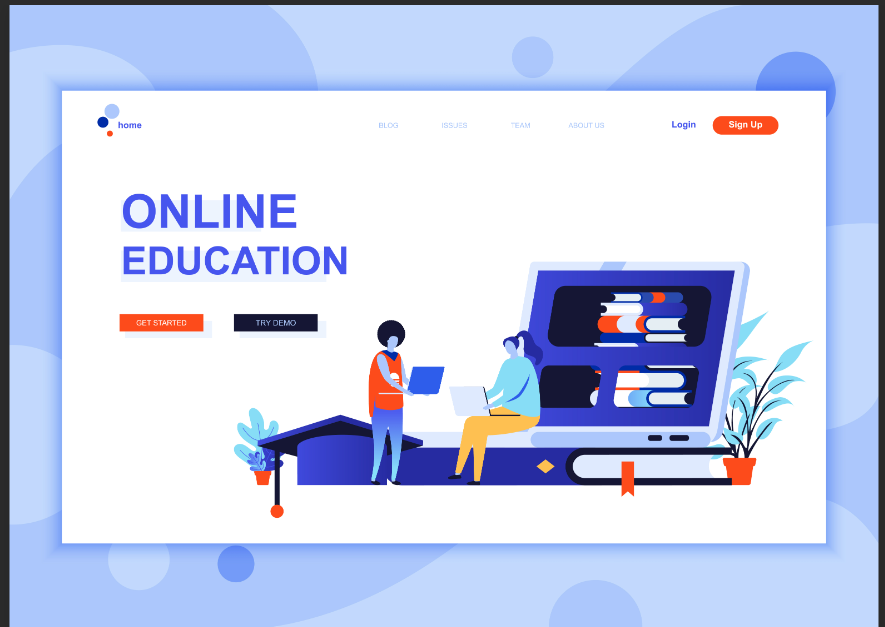 home
BLOG
ISSUES
TEAM
ABOUT US
Login
Sign Up
ONLINE
EDUCATION
GET STARTED
TRY DEMO